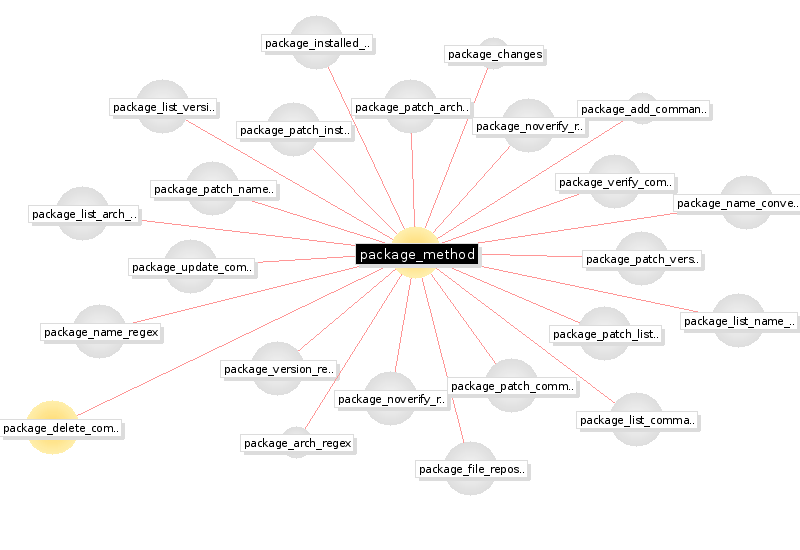 package_installed_..
package_changes
package_list_versi..
package_patch_arch..
package_add_comman..
package_patch_inst..
package_noverify_r..
package_patch_name..
package_verify_com..
package_name_conve..
package_list_arch_..
package_method
package_update_com..
package_patch_vers..
package_name_regex
package_list_name_..
package_patch_list..
package_version_re..
package_patch_comm..
package_noverify_r..
package_delete_com..
package_list_comma..
package_arch_regex
package_file_repos..